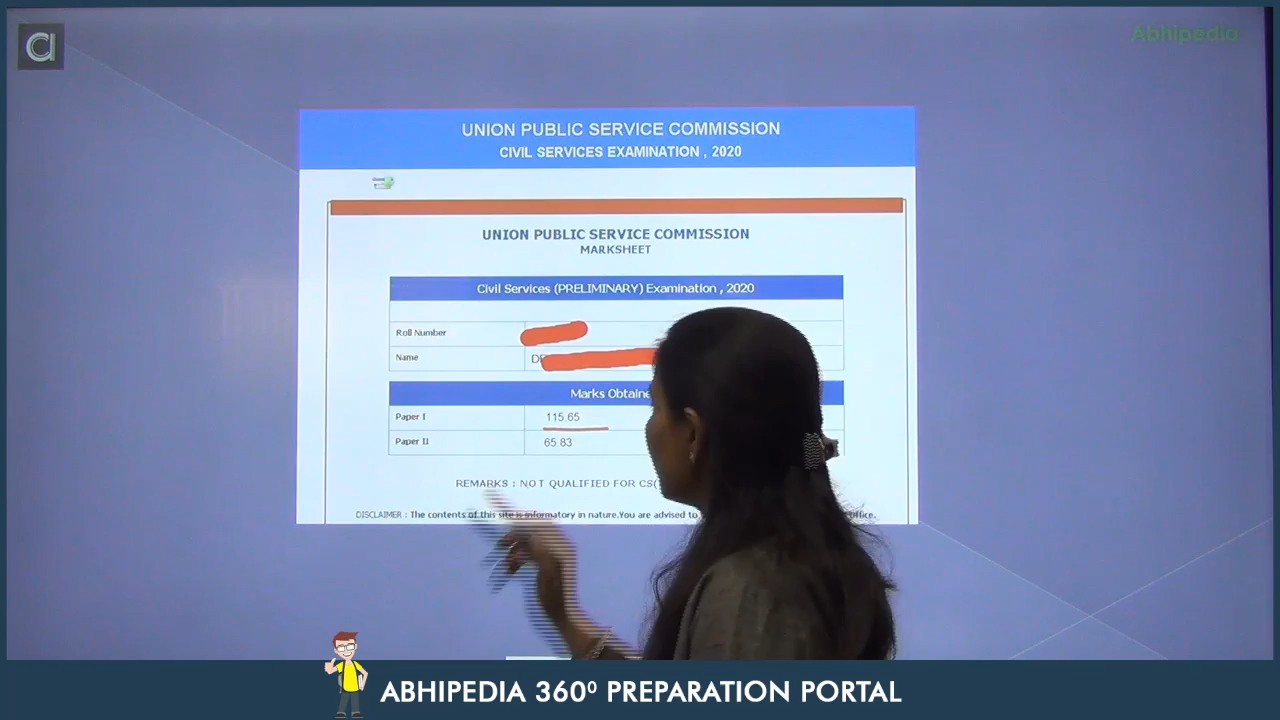 Abhipedia
UNION PUBLIC SERVICE COMMISSION
CIVIL SERVICES EXAMINATION , 2020
UNION PUBLIC SERVICE COMMISSION
MARKSHEET
Civil Services (PRELIMINARY) Examination , 2020
Roll Number
Name DE
Marks Obtaine
Paper I 115.65
Paper II 65.83
REMARKS : NOT QUALIFIED FOR CS(
DISCLAIMER : The contents of this site is informatory in nature.You are advised to office.
ABHIPEDIA 360⁰ PREPARATION PORTAL